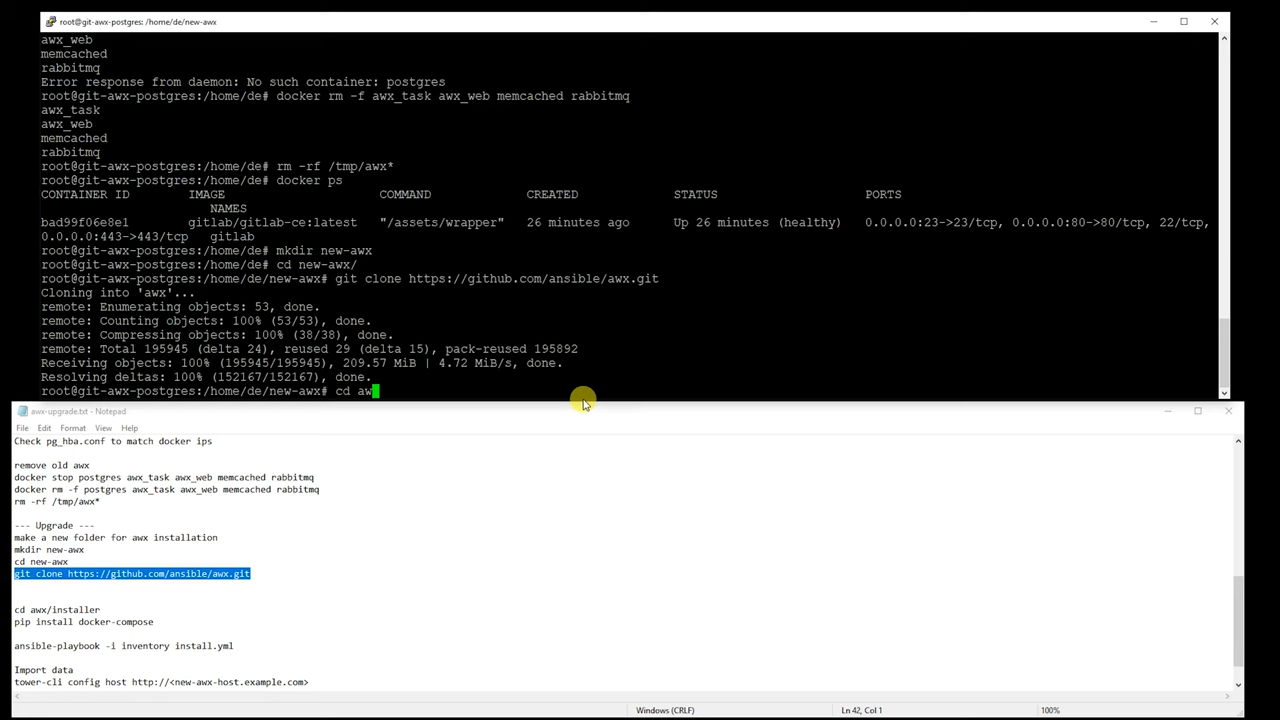 root@git-awx-postgres: /home/de/new-awx
awx_web
memcached
rabbitmq
Error response from daemon: No such container: postgres
root@git-awx-postgres:/home/de# docker rm -f awx_task awx_web memcached rabbitmq
awx_task
awx_web
memcached
rabbitmq
root@git-awx-postgres:/home/de# rm -rf /tmp/awx*
root@git-awx-postgres:/home/de# docker ps
CONTAINER ID IMAGE COMMAND CREATED STATUS PORTS
NAMES
bad99f06e8e1 gitlab/gitlab-ce:latest "/assets/wrapper" 26 minutes ago Up 26 minutes (healthy) 0.0.0.0:23->23/tcp, 0.0.0.0:80->80/tcp, 22/tcp,
0.0.0.0:443->443/tcp gitlab
root@git-awx-postgres:/home/de# mkdir new-awx
root@git-awx-postgres:/home/de# cd new-awx/
root@git-awx-postgres:/home/de/new-awx# git clone https://github.com/ansible/awx.git
Cloning into 'awx'...
remote: Enumerating objects: 53, done.
remote: Counting objects: 100% (53/53), done.
remote: Compressing objects: 100% (38/38), done.
remote: Total 195945 (delta 24), reused 29 (delta 15), pack-reused 195892
Receiving objects: 100% (195945/195945), 209.57 MiB | 4.72 MiB/s, done.
Resolving deltas: 100% (152167/152167), done.
root@git-awx-postgres:/home/de/new-awx# cd aw
awx-upgrade.txt - Notepad
File Edit Format View Help
Check pg_hba.conf to match docker ips
remove old awx
docker stop postgres awx_task awx_web memcached rabbitmq
docker rm -f postgres awx_task awx_web memcached rabbitmq
rm -rf /tmp/awx*
--- Upgrade ---
make a new folder for awx installation
mkdir new-awx
cd new-awx
git clone https://github.com/ansible/awx.git
cd awx/installer
pip install docker-compose
ansible-playbook -i inventory install.yml
Import data
tower-cli config host http://<new-awx-host.example.com>
Windows (CRLF) Ln 42, Col 1 100%